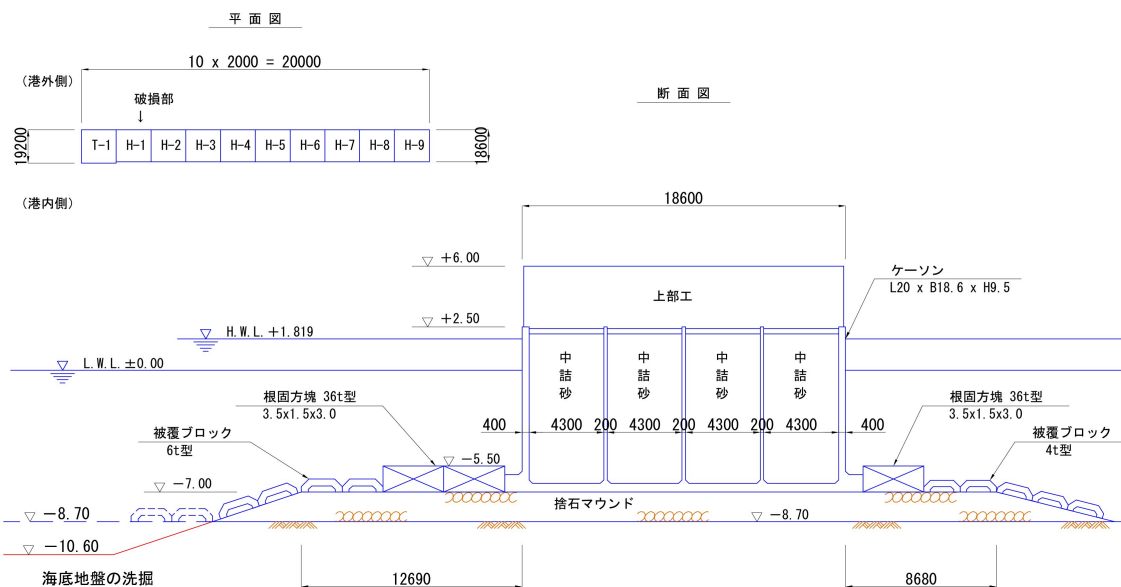 平 面 図
10 x 2000 = 20000
(港外側)
破損部
↓
19200
T-1 H-1 H-2 H-3 H-4 H-5 H-6 H-7 H-8 H-9
18600
(港内側)
断 面 図
18600
+6.00
ケーソン
L20 x B18.6 x H9.5
上部工
+2.50
H.W.L.+1.819
L.W.L.±0.00
中詰砂
中詰砂
中詰砂
中詰砂
根固方塊 36t型
3.5x1.5x3.0
根固方塊 36t型
3.5x1.5x3.0
400 4300 200 4300 200 4300 200 4300 400
被覆ブロック
6t型
被覆ブロック
4t型
−5.50
−7.00
捨石マウンド
−8.70
−8.70
−10.60
海底地盤の洗掘
12690
8680